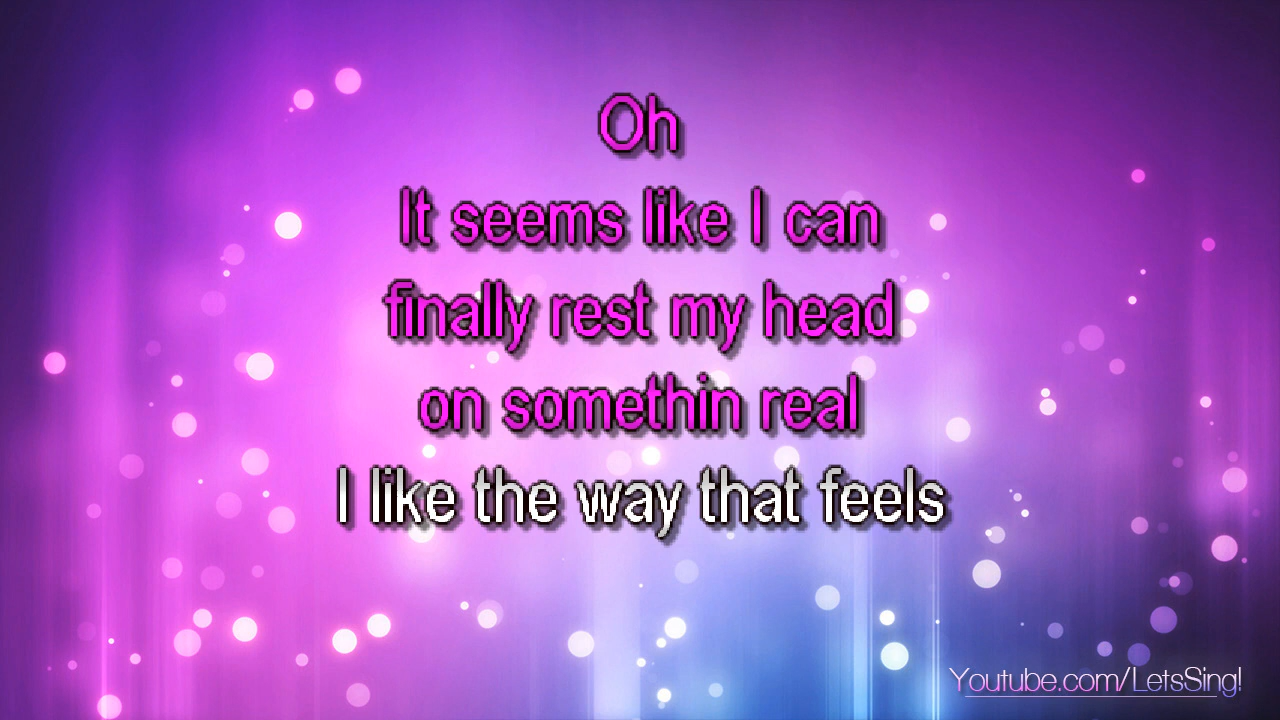 Oh
It seems like I can
finally rest my head
on somethin real
I like the way that feels
Youtube.com/LetsSing!